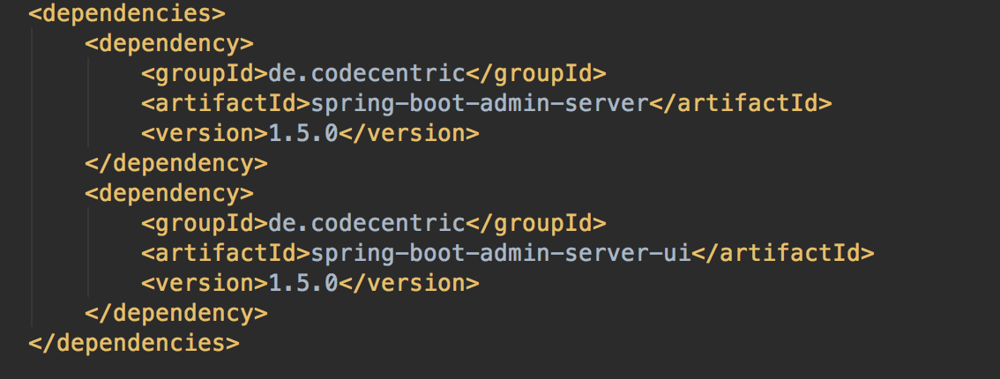 <dependencies>
    <dependency>
        <groupId>de.codecentric</groupId>
        <artifactId>spring-boot-admin-server</artifactId>
        <version>1.5.0</version>
    </dependency>
    <dependency>
        <groupId>de.codecentric</groupId>
        <artifactId>spring-boot-admin-server-ui</artifactId>
        <version>1.5.0</version>
    </dependency>
</dependencies>